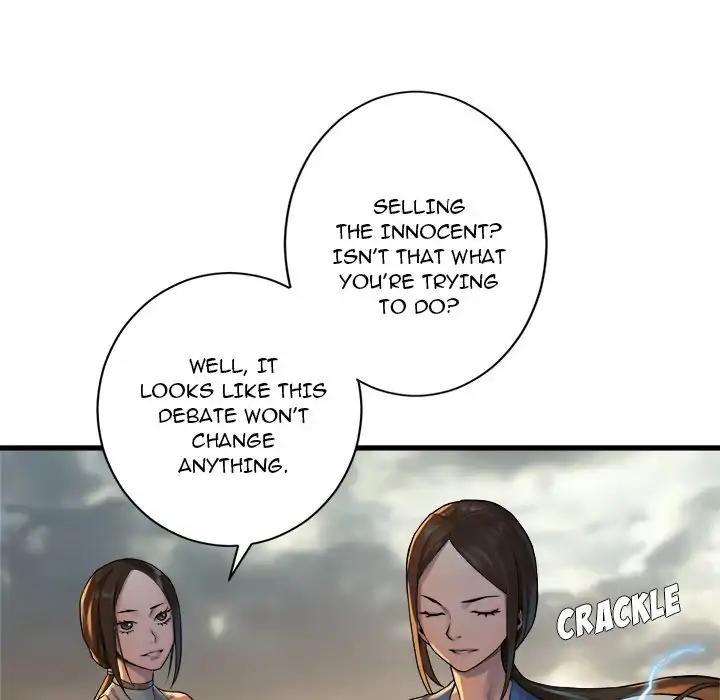 SELLING
THE INNOCENT?
ISN'T THAT WHAT
YOU'RE TRYING
TO DO?
WELL, IT
LOOKS LIKE THIS
DEBATE WON'T
CHANGE
ANYTHING.
CRACKLE